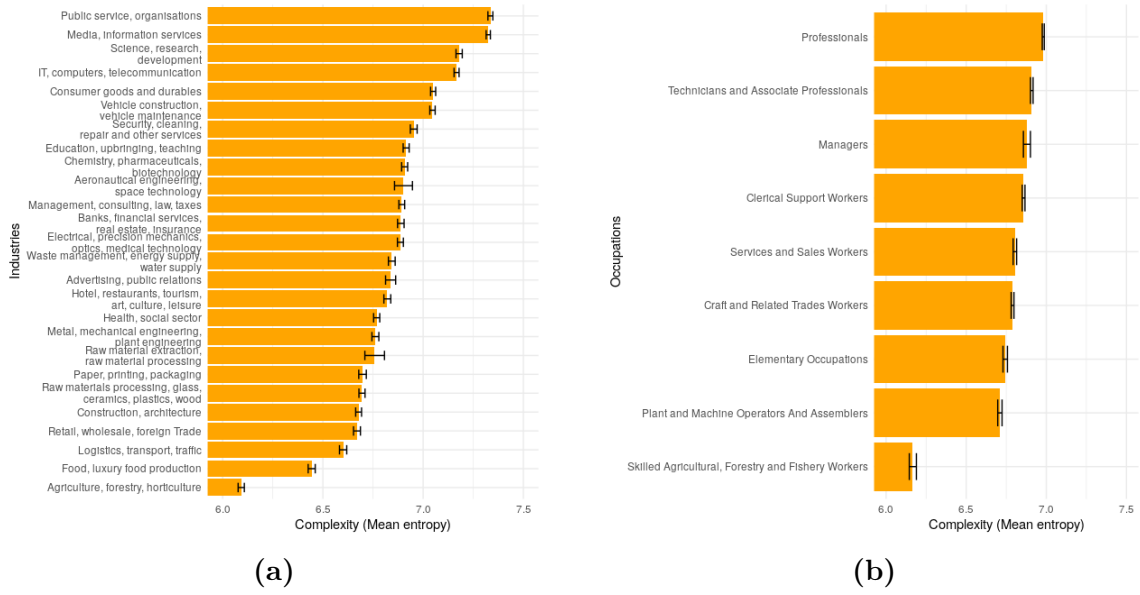 Industries
Public service, organisations
Media, information services
Science, research,
development
IT, computers, telecommunication
Consumer goods and durables
Vehicle construction,
vehicle maintenance
Security, cleaning,
repair and other services
Education, upbringing, teaching
Chemistry, pharmaceuticals,
biotechnology
Aeronautical engineering,
space technology
Management, consulting, law, taxes
Banks, financial services,
real estate, insurance
Electrical, precision mechanics,
optics, medical technology
Waste management, energy supply,
water supply
Advertising, public relations
Hotel, restaurants, tourism,
art, culture, leisure
Health, social sector
Metal, mechanical engineering,
plant engineering
Raw material extraction,
raw material processing
Paper, printing, packaging
Raw materials processing, glass,
ceramics, plastics, wood
Construction, architecture
Retail, wholesale, foreign Trade
Logistics, transport, traffic
Food, luxury food production
Agriculture, forestry, horticulture
6.0 6.5 7.0 7.5
Complexity (Mean entropy)
(a)
Occupations
Professionals
Technicians and Associate Professionals
Managers
Clerical Support Workers
Services and Sales Workers
Craft and Related Trades Workers
Elementary Occupations
Plant and Machine Operators And Assemblers
Skilled Agricultural, Forestry and Fishery Workers
6.0 6.5 7.0 7.5
Complexity (Mean entropy)
(b)